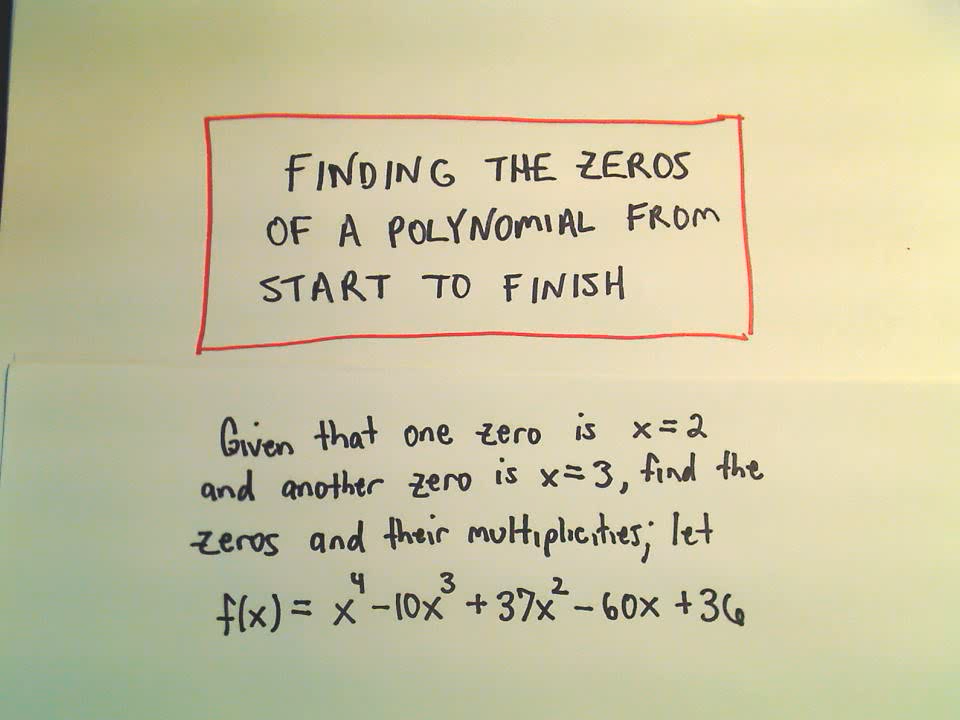 FINDING THE ZEROS
OF A POLYNOMIAL FROM
START TO FINISH
Given that one zero is x=2
and another zero is x=3, find the
zeros and their multiplicities; let
f(x) = x⁴ -10x³ + 37x² - 60x + 36